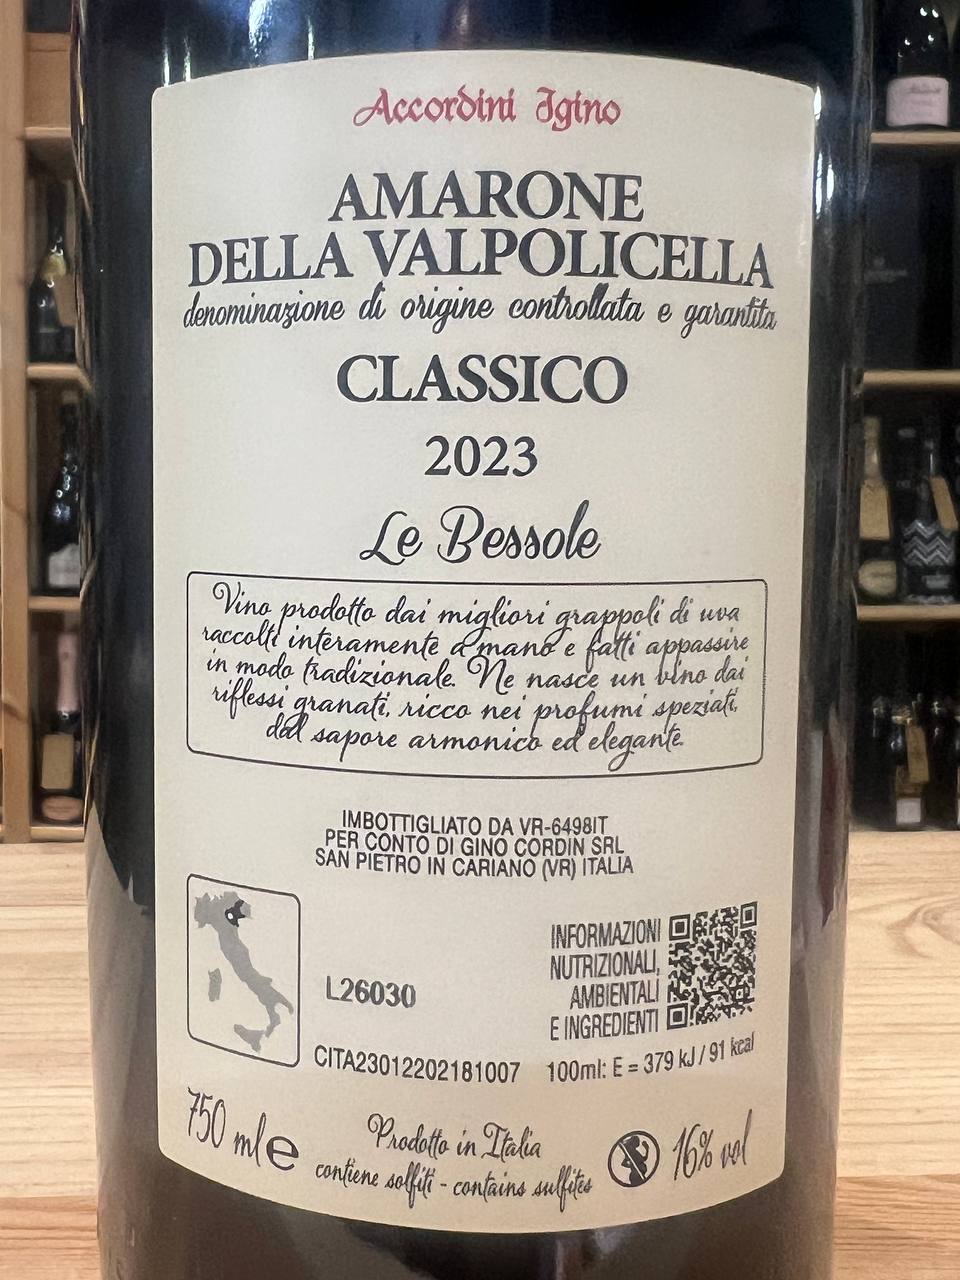 Accordini Igino
AMARONE
DELLA VALPOLICELLA
denominazione di origine controllata e garantita
CLASSICO
2023
Le Bessole
Vino prodotto dai migliori grappoli di uva
raccolti interamente a mano e fatti appassire
in modo tradizionale. Ne nasce un vino dai
riflessi granati, ricco nei profumi speziati,
dal sapore armonico ed elegante.
IMBOTTIGLIATO DA VR-6498IT
PER CONTO DI GINO CORDIN SRL
SAN PIETRO IN CARIANO (VR) ITALIA
INFORMAZIONI
NUTRIZIONALI,
AMBIENTALI
E INGREDIENTI
L26030
CITA23012202181007
100ml: E = 379 kJ / 91 kcal
750 ml e
Prodotto in Italia
contiene solfiti - contains sulfites
16% vol